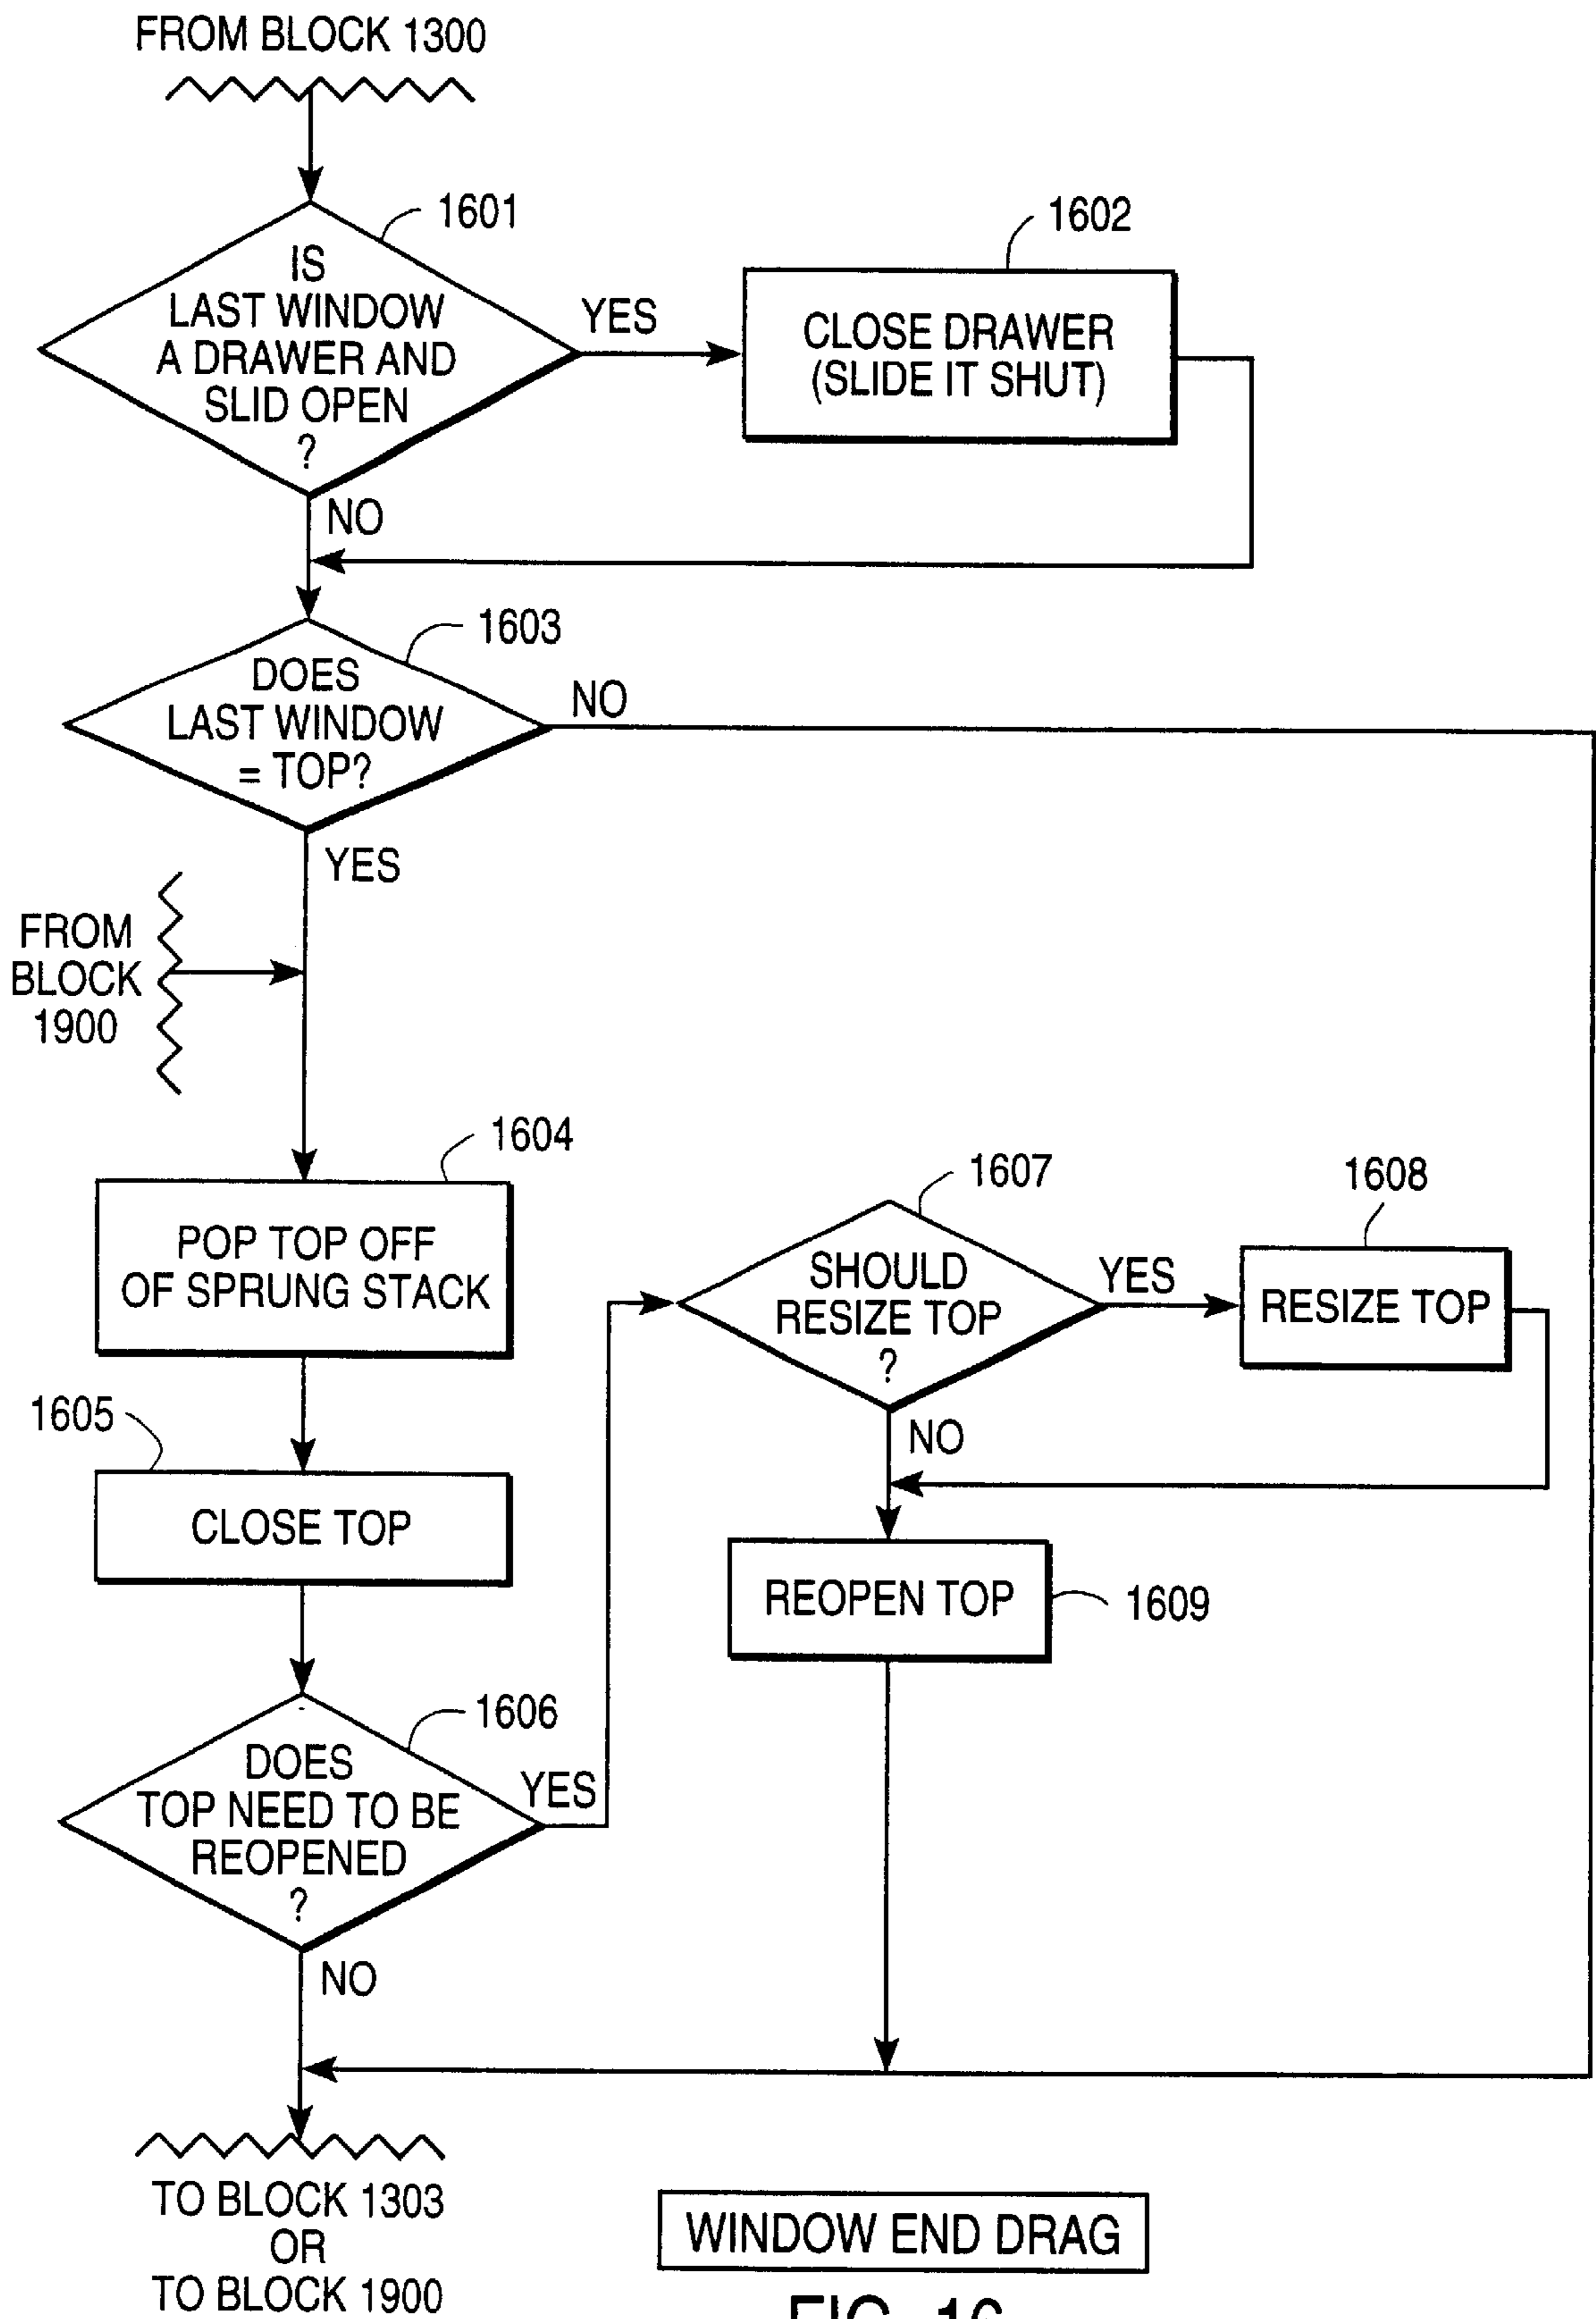 FROM BLOCK 1300
1601
IS
LAST WINDOW
A DRAWER AND
SLID OPEN
?
YES
1602
CLOSE DRAWER
(SLIDE IT SHUT)
NO
1603
DOES
LAST WINDOW
= TOP?
NO
YES
FROM
BLOCK
1900
1604
POP TOP OFF
OF SPRUNG STACK
1605
CLOSE TOP
1606
DOES
TOP NEED TO BE
REOPENED
?
YES
NO
1607
SHOULD
RESIZE TOP
?
YES
1608
RESIZE TOP
NO
REOPEN TOP
1609
TO BLOCK 1303
OR
TO BLOCK 1900
WINDOW END DRAG
FIG. 16